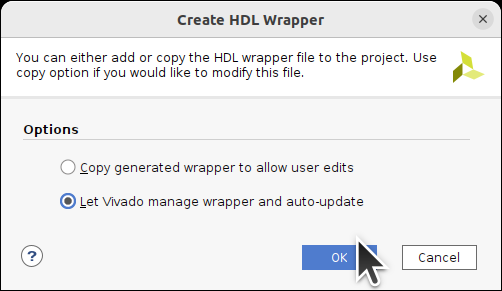 Create HDL Wrapper
You can either add or copy the HDL wrapper file to the project. Use
copy option if you would like to modify this file.
Options
Copy generated wrapper to allow user edits
Let Vivado manage wrapper and auto-update
?
OK
Cancel